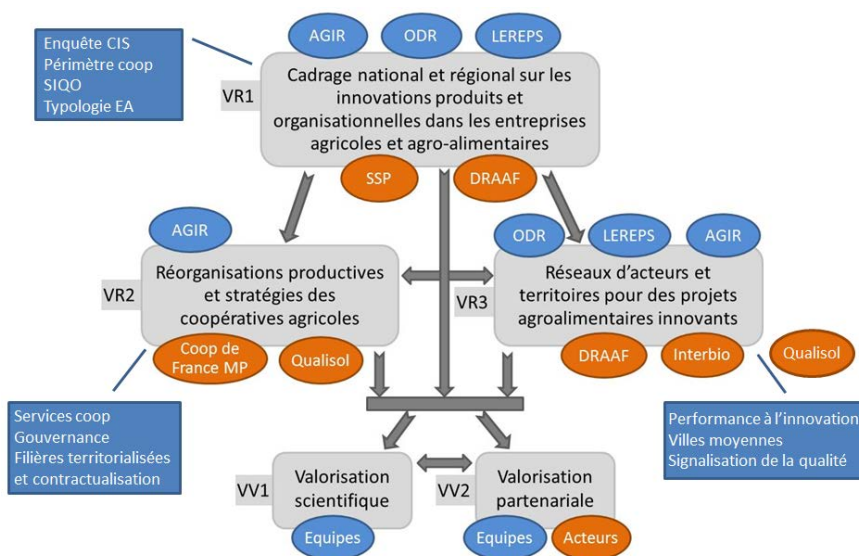 AGIR
ODR
LEREPS
Enquête CIS
Périmètre coop
SIQO
Typologie EA
VR1
Cadrage national et régional sur les
innovations produits et
organisationnelles dans les entreprises
agricoles et agro-alimentaires
SSP
DRAAF
AGIR
VR2
Réorganisations productives
et stratégies des
coopératives agricoles
Coop de
France MP
Qualisol
ODR
LEREPS
AGIR
VR3
Réseaux d'acteurs et
territoires pour des projets
agroalimentaires innovants
DRAAF
Interbio
Qualisol
Services coop
Gouvernance
Filières territorialisées
et contractualisation
Performance à l'innovation
Villes moyennes
Signalisation de la qualité
VV1
Valorisation
scientifique
Equipes
VV2
Valorisation
partenariale
Equipes
Acteurs